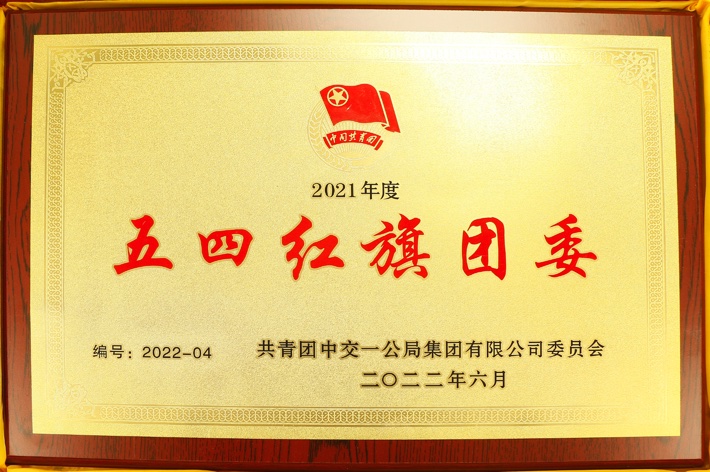 中国共青团
2021年度
五四红旗团委
编号：2022-04
共青团中交一公局集团有限公司委员会
二〇二二年六月